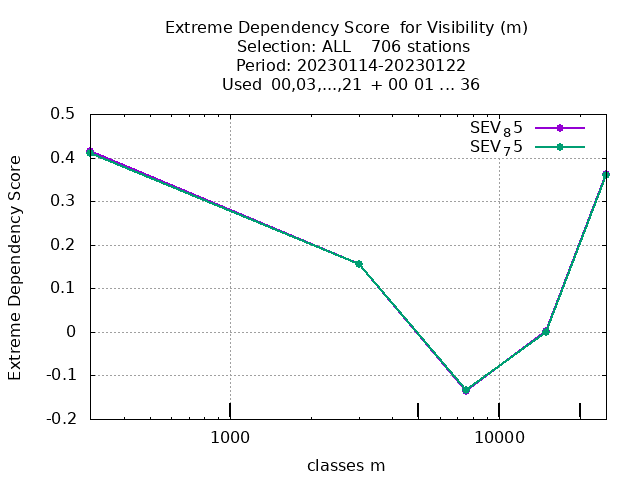 Extreme Dependency Score  for Visibility (m)
Selection: ALL    706 stations
Period: 20230114-20230122
Used  00,03,...,21  + 00 01 ... 36
SEV₈5
SEV₇5
0.5
0.4
0.3
0.2
0.1
0
-0.1
-0.2
Extreme Dependency Score
1000
10000
classes m